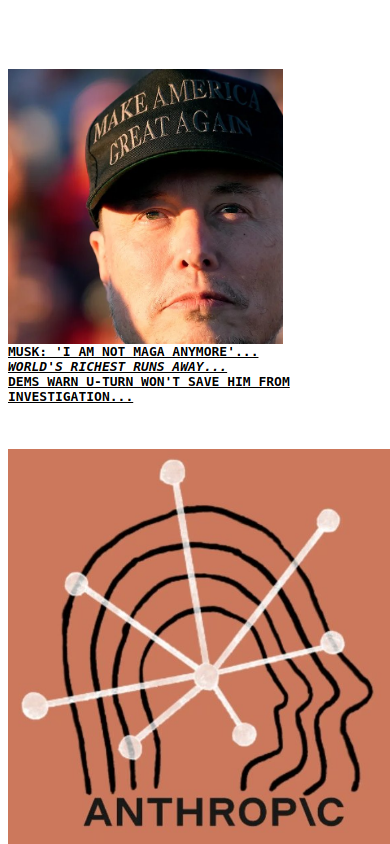 MAKE AMERICA
GREAT AGAIN
MUSK: 'I AM NOT MAGA ANYMORE'...
WORLD'S RICHEST RUNS AWAY...
DEMS WARN U-TURN WON'T SAVE HIM FROM
INVESTIGATION...
ANTHROP\C